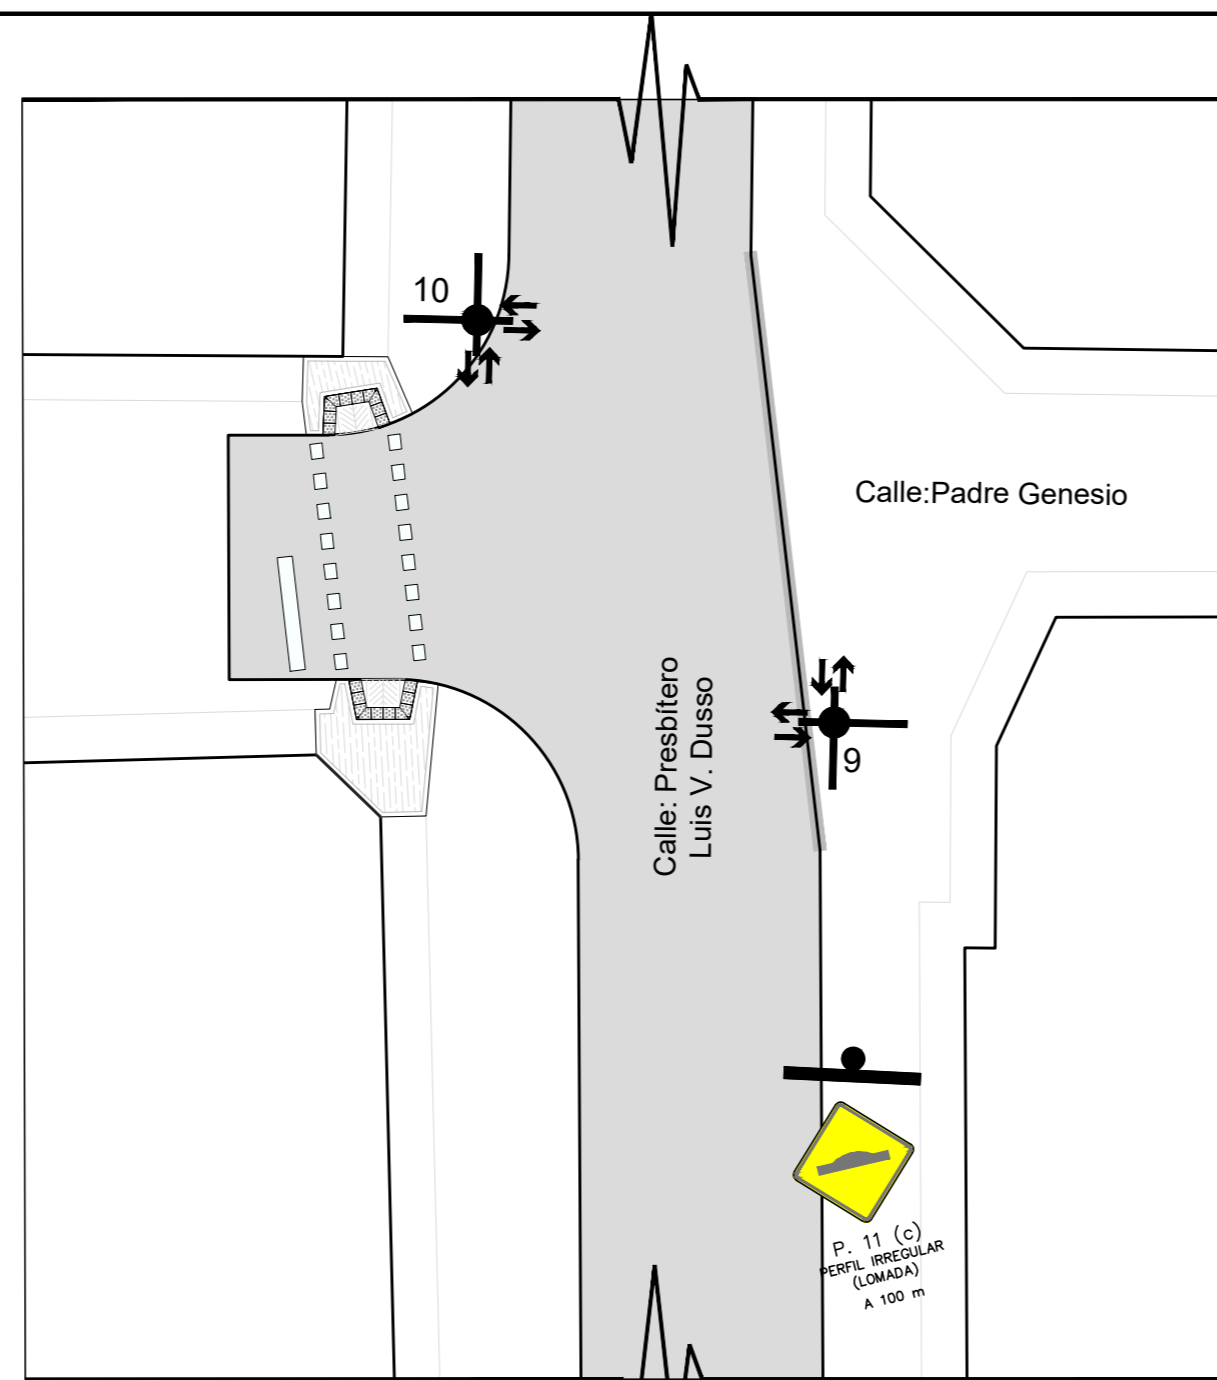 10
Calle:Padre Genesio
Calle: Presbítero
Luis V. Dusso
9
P. 11 (c)
PERFIL IRREGULAR
(LOMADA)
A 100 m